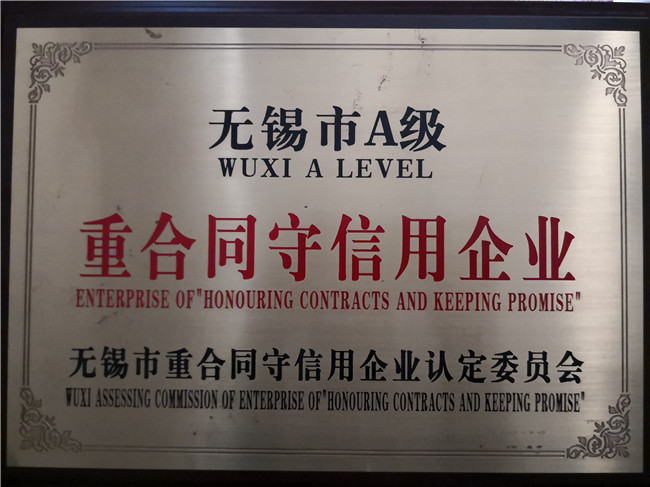 无锡市A级
WUXI A LEVEL
重合同守信用企业
ENTERPRISE OF"HONOURING CONTRACTS AND KEEPING PROMISE"
无锡市重合同守信用企业认定委员会
WUXI ASSESSING COMMISSION OF ENTERPRISE OF"HONOURING CONTRACTS AND KEEPING PROMISE"